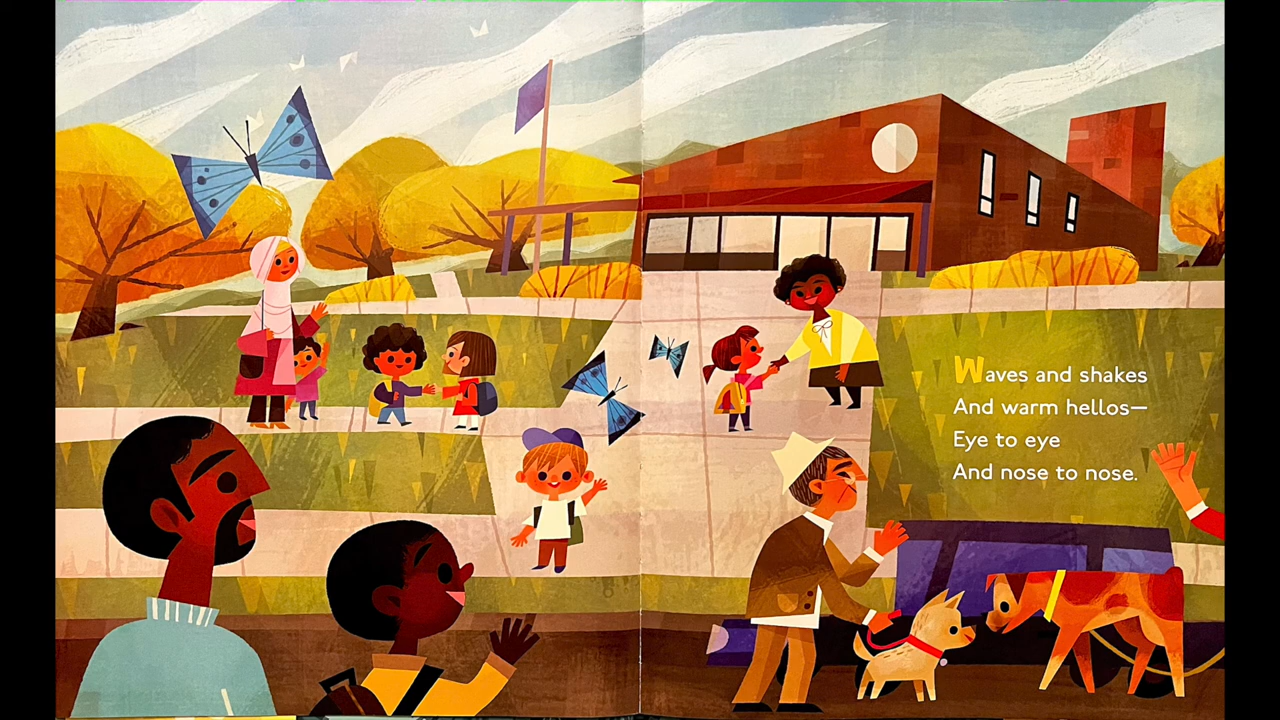 Waves and shakes
And warm hellos—
Eye to eye
And nose to nose.